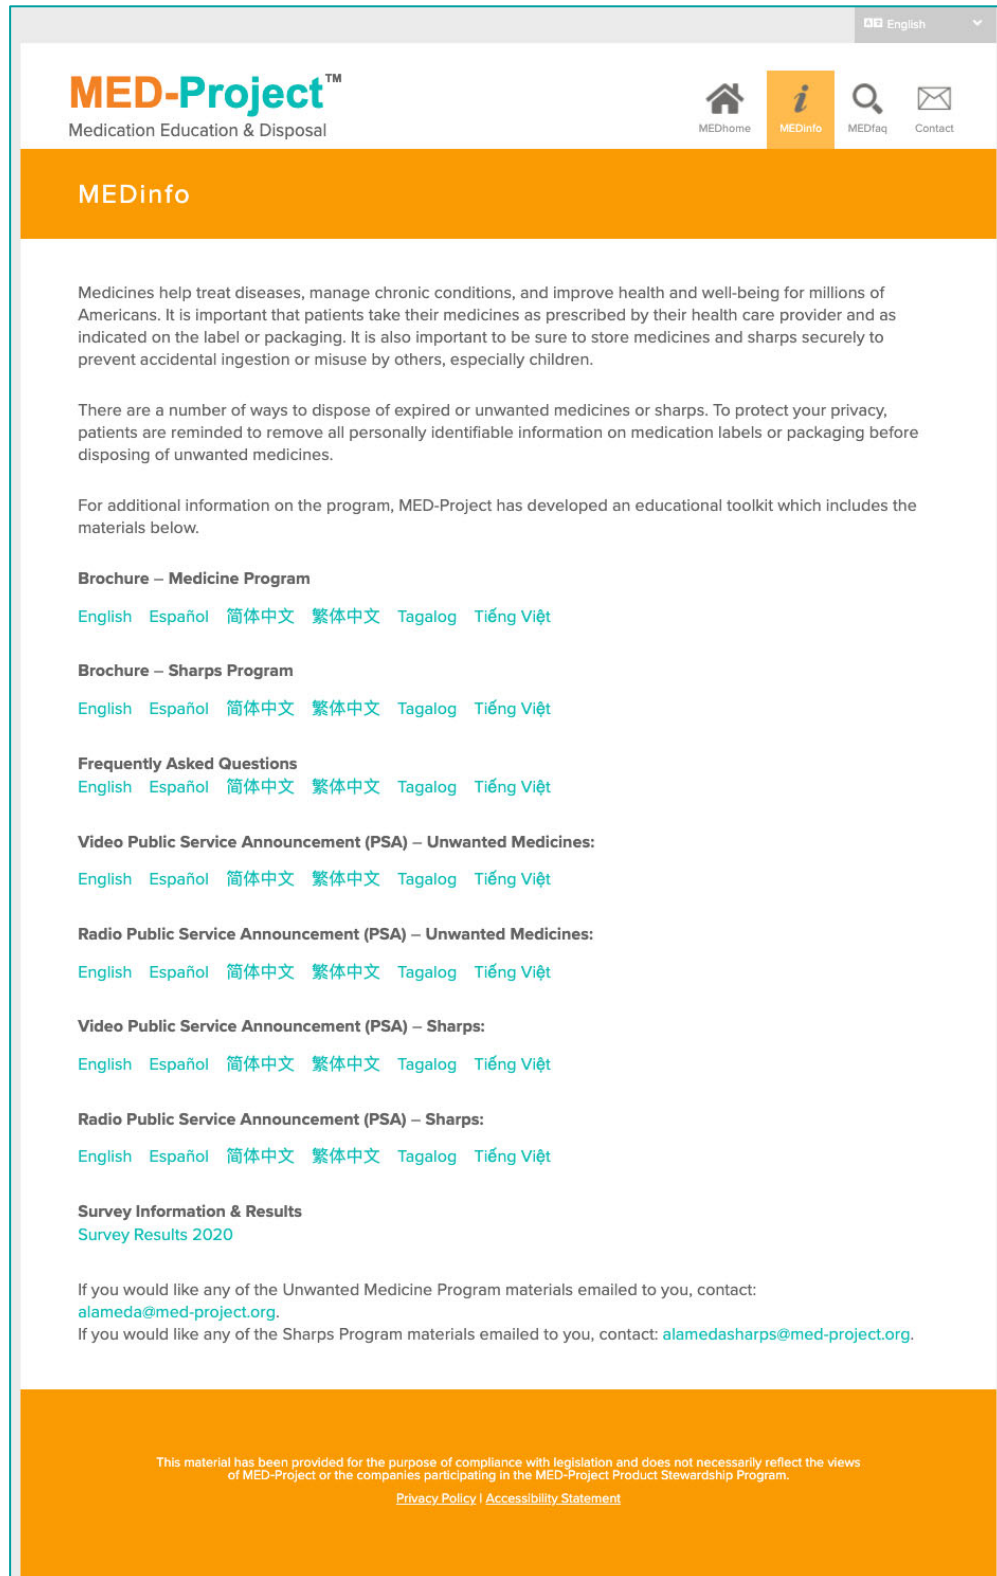 English
MED-Project™
Medication Education & Disposal
MEDhome
MEDinfo
MEDfaq
Contact
MEDinfo
Medicines help treat diseases, manage chronic conditions, and improve health and well-being for millions of
Americans. It is important that patients take their medicines as prescribed by their health care provider and as
indicated on the label or packaging. It is also important to be sure to store medicines and sharps securely to
prevent accidental ingestion or misuse by others, especially children.
There are a number of ways to dispose of expired or unwanted medicines or sharps. To protect your privacy,
patients are reminded to remove all personally identifiable information on medication labels or packaging before
disposing of unwanted medicines.
For additional information on the program, MED-Project has developed an educational toolkit which includes the
materials below.
Brochure – Medicine Program
English Español 简体中文 繁体中文 Tagalog Tiếng Việt
Brochure – Sharps Program
English Español 简体中文 繁体中文 Tagalog Tiếng Việt
Frequently Asked Questions
English Español 简体中文 繁体中文 Tagalog Tiếng Việt
Video Public Service Announcement (PSA) – Unwanted Medicines:
English Español 简体中文 繁体中文 Tagalog Tiếng Việt
Radio Public Service Announcement (PSA) – Unwanted Medicines:
English Español 简体中文 繁体中文 Tagalog Tiếng Việt
Video Public Service Announcement (PSA) – Sharps:
English Español 简体中文 繁体中文 Tagalog Tiếng Việt
Radio Public Service Announcement (PSA) – Sharps:
English Español 简体中文 繁体中文 Tagalog Tiếng Việt
Survey Information & Results
Survey Results 2020
If you would like any of the Unwanted Medicine Program materials emailed to you, contact:
alameda@med-project.org.
If you would like any of the Sharps Program materials emailed to you, contact: alamedasharps@med-project.org.
This material has been provided for the purpose of compliance with legislation and does not necessarily reflect the views
of MED-Project or the companies participating in the MED-Project Product Stewardship Program.
Privacy Policy | Accessibility Statement